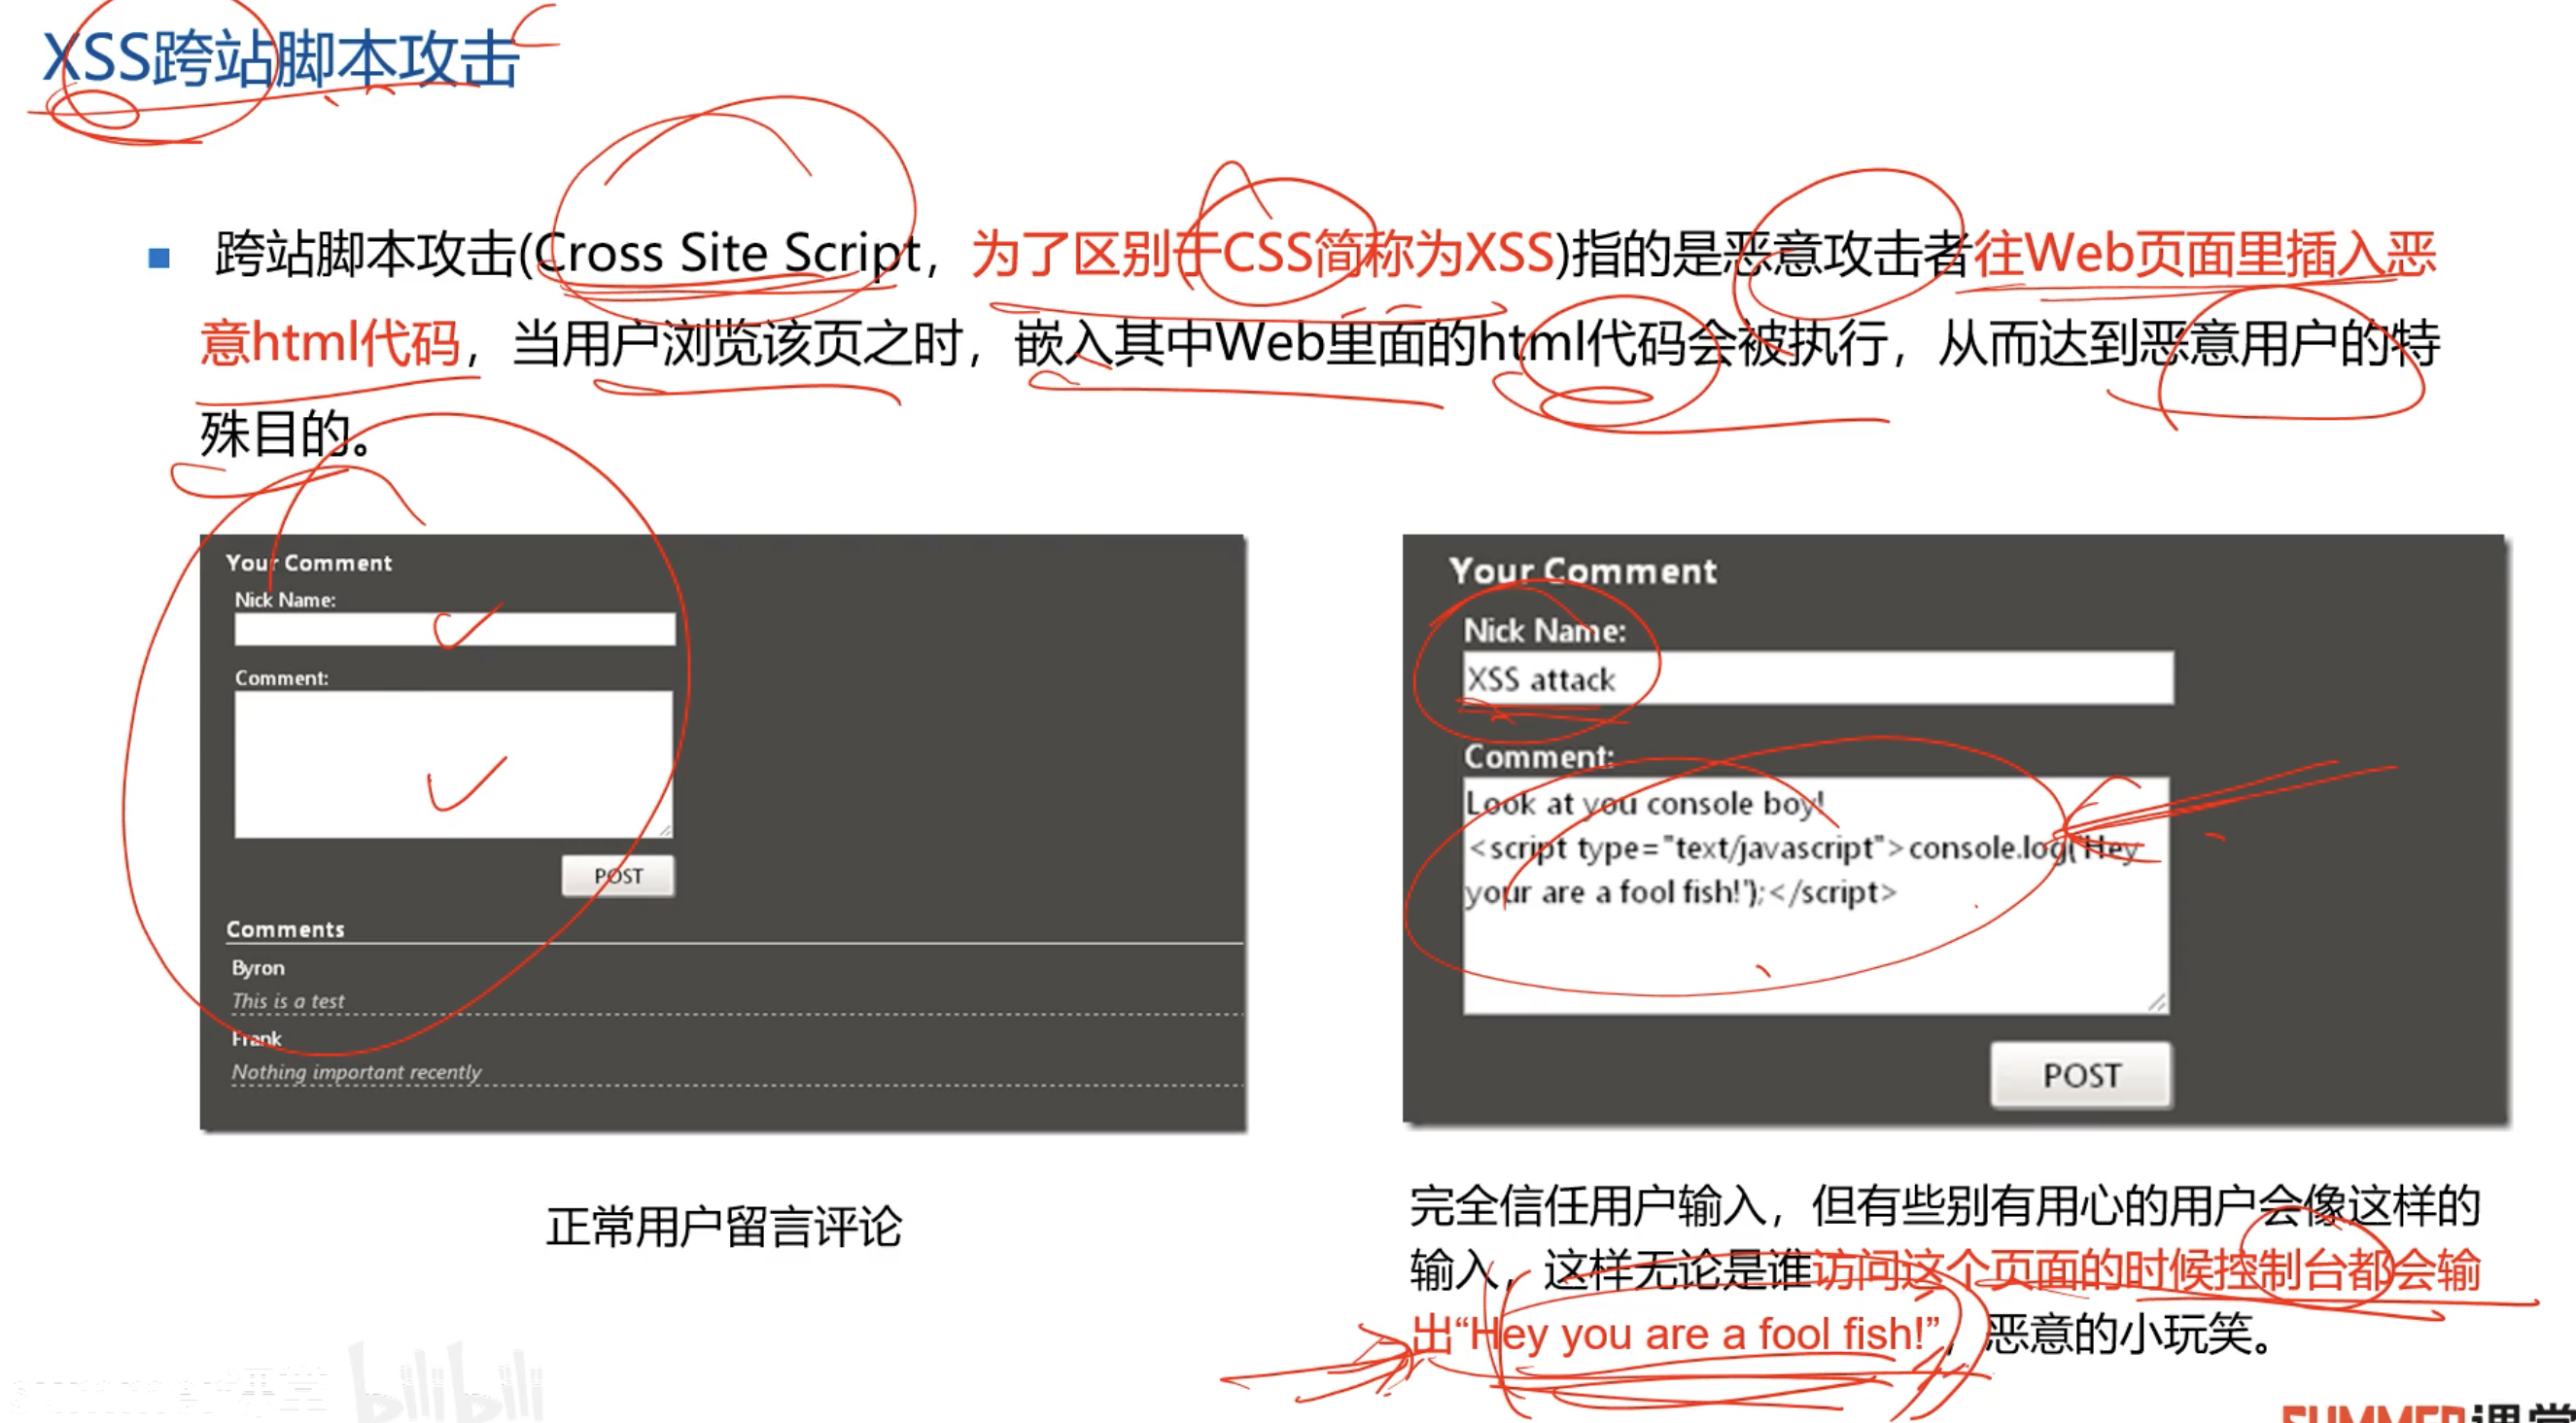 XSS跨站脚本攻击
跨站脚本攻击(Cross Site Script，为了区别于CSS简称为XSS)指的是恶意攻击者往Web页面里插入恶
意html代码，当用户浏览该页之时，嵌入其中Web里面的html代码会被执行，从而达到恶意用户的特
殊目的。
Your Comment
Nick Name:
Comment:
POST
Comments
Byron
This is a test
Frank
Nothing important recently
正常用户留言评论
Your Comment
Nick Name:
XSS attack
Comment:
Look at you console boy!
<script type="text/javascript">console.log('Hey
your are a fool fish!');</script>
POST
完全信任用户输入，但有些别有用心的用户会像这样的
输入，这样无论是谁访问这个页面的时候控制台都会输
出“Hey you are a fool fish!”，恶意的小玩笑。
summer课堂 bilibili
SUMMER课堂